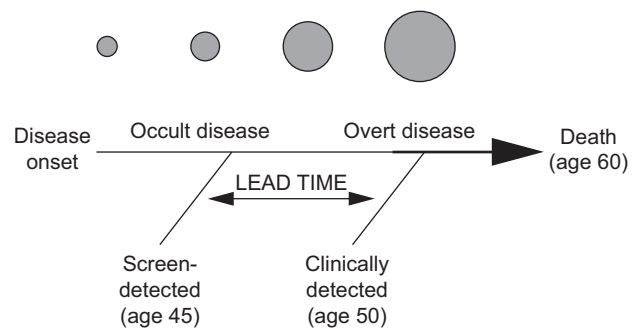 Disease
onset
Occult disease
Overt disease
Death
(age 60)
LEAD TIME
Screen-
detected
(age 45)
Clinically
detected
(age 50)